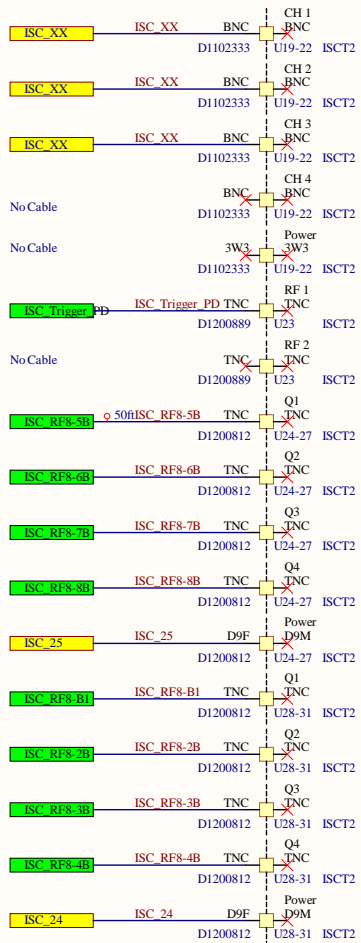 CH 1
ISC_XX ISC_XX BNC BNC
D1102333 U19-22 ISCT2
CH 2
ISC_XX ISC_XX BNC BNC
D1102333 U19-22 ISCT2
CH 3
ISC_XX ISC_XX BNC BNC
D1102333 U19-22 ISCT2
CH 4
BNC BNC
No Cable D1102333 U19-22 ISCT2
Power
No Cable 3W3 3W3
D1102333 U19-22 ISCT2
RF 1
ISC_Trigger_PD ISC_Trigger_PD TNC TNC
D1200889 U23 ISCT2
RF 2
No Cable TNC TNC
D1200889 U23 ISCT2
Q1
ISC_RF8-5B 50ft ISC_RF8-5B TNC TNC
D1200812 U24-27 ISCT2
Q2
ISC_RF8-6B ISC_RF8-6B TNC TNC
D1200812 U24-27 ISCT2
Q3
ISC_RF8-7B ISC_RF8-7B TNC TNC
D1200812 U24-27 ISCT2
Q4
ISC_RF8-8B ISC_RF8-8B TNC TNC
D1200812 U24-27 ISCT2
Power
ISC_25 ISC_25 D9F D9M
D1200812 U24-27 ISCT2
Q1
ISC_RF8-B1 ISC_RF8-B1 TNC TNC
D1200812 U28-31 ISCT2
Q2
ISC_RF8-2B ISC_RF8-2B TNC TNC
D1200812 U28-31 ISCT2
Q3
ISC_RF8-3B ISC_RF8-3B TNC TNC
D1200812 U28-31 ISCT2
Q4
ISC_RF8-4B ISC_RF8-4B TNC TNC
D1200812 U28-31 ISCT2
Power
ISC_24 ISC_24 D9F D9M
D1200812 U28-31 ISCT2